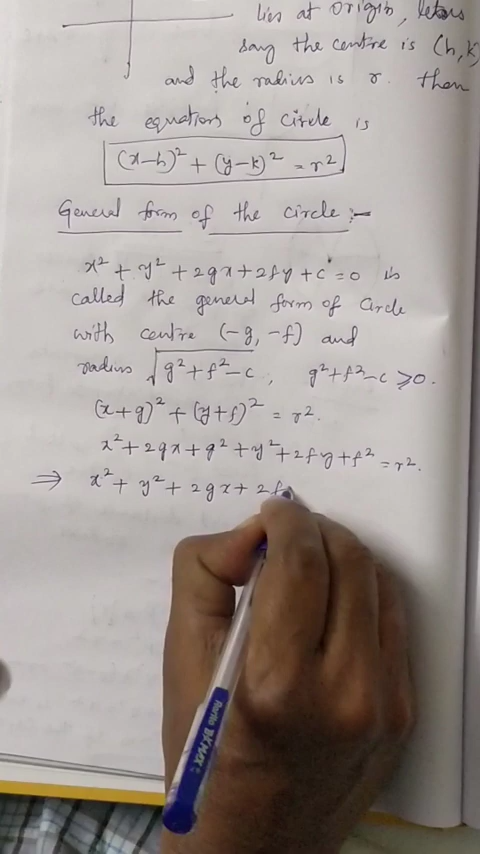 lies at origin, lets us
say the centre is (h,k)
and the radius is r. then
the equation of circle is
(x-h)² + (y-k)² = r²
General form of the circle :-
x² + y² + 2gx + 2fy + c = 0 is
called the general form of circle
with centre (-g, -f) and
radius √g²+f²-c, g²+f²-c ≥ 0.
(x+g)² + (y+f)² = r².
x² + 2gx + g² + y² + 2fy + f² = r².
⇒ x² + y² + 2gx + 2f